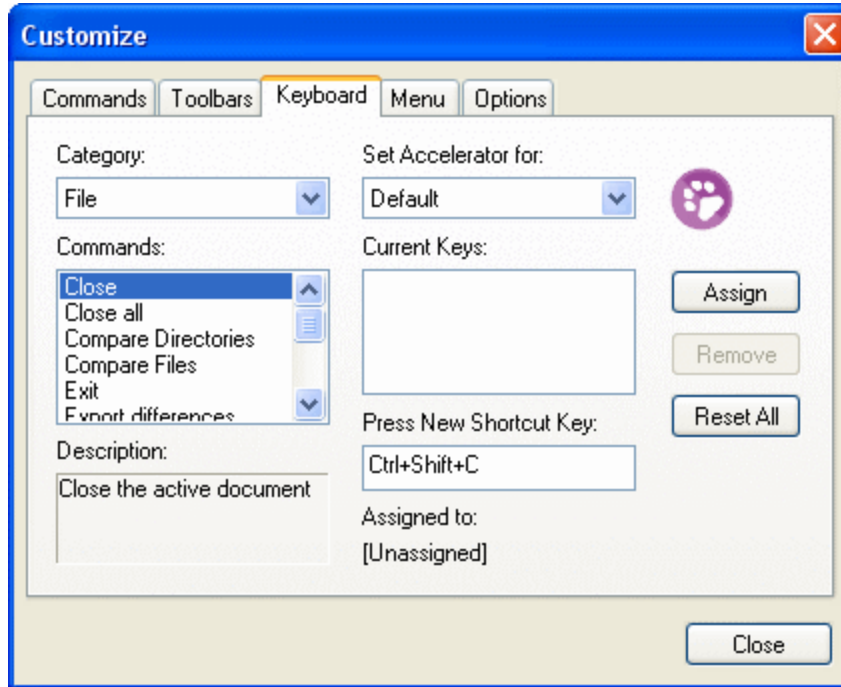 Customize
Commands Toolbars Keyboard Menu Options
Category:
File
Commands:
Close
Close all
Compare Directories
Compare Files
Exit
Export differences
Description:
Close the active document
Set Accelerator for:
Default
Current Keys:
Press New Shortcut Key:
Ctrl+Shift+C
Assigned to:
[Unassigned]
Assign
Remove
Reset All
Close